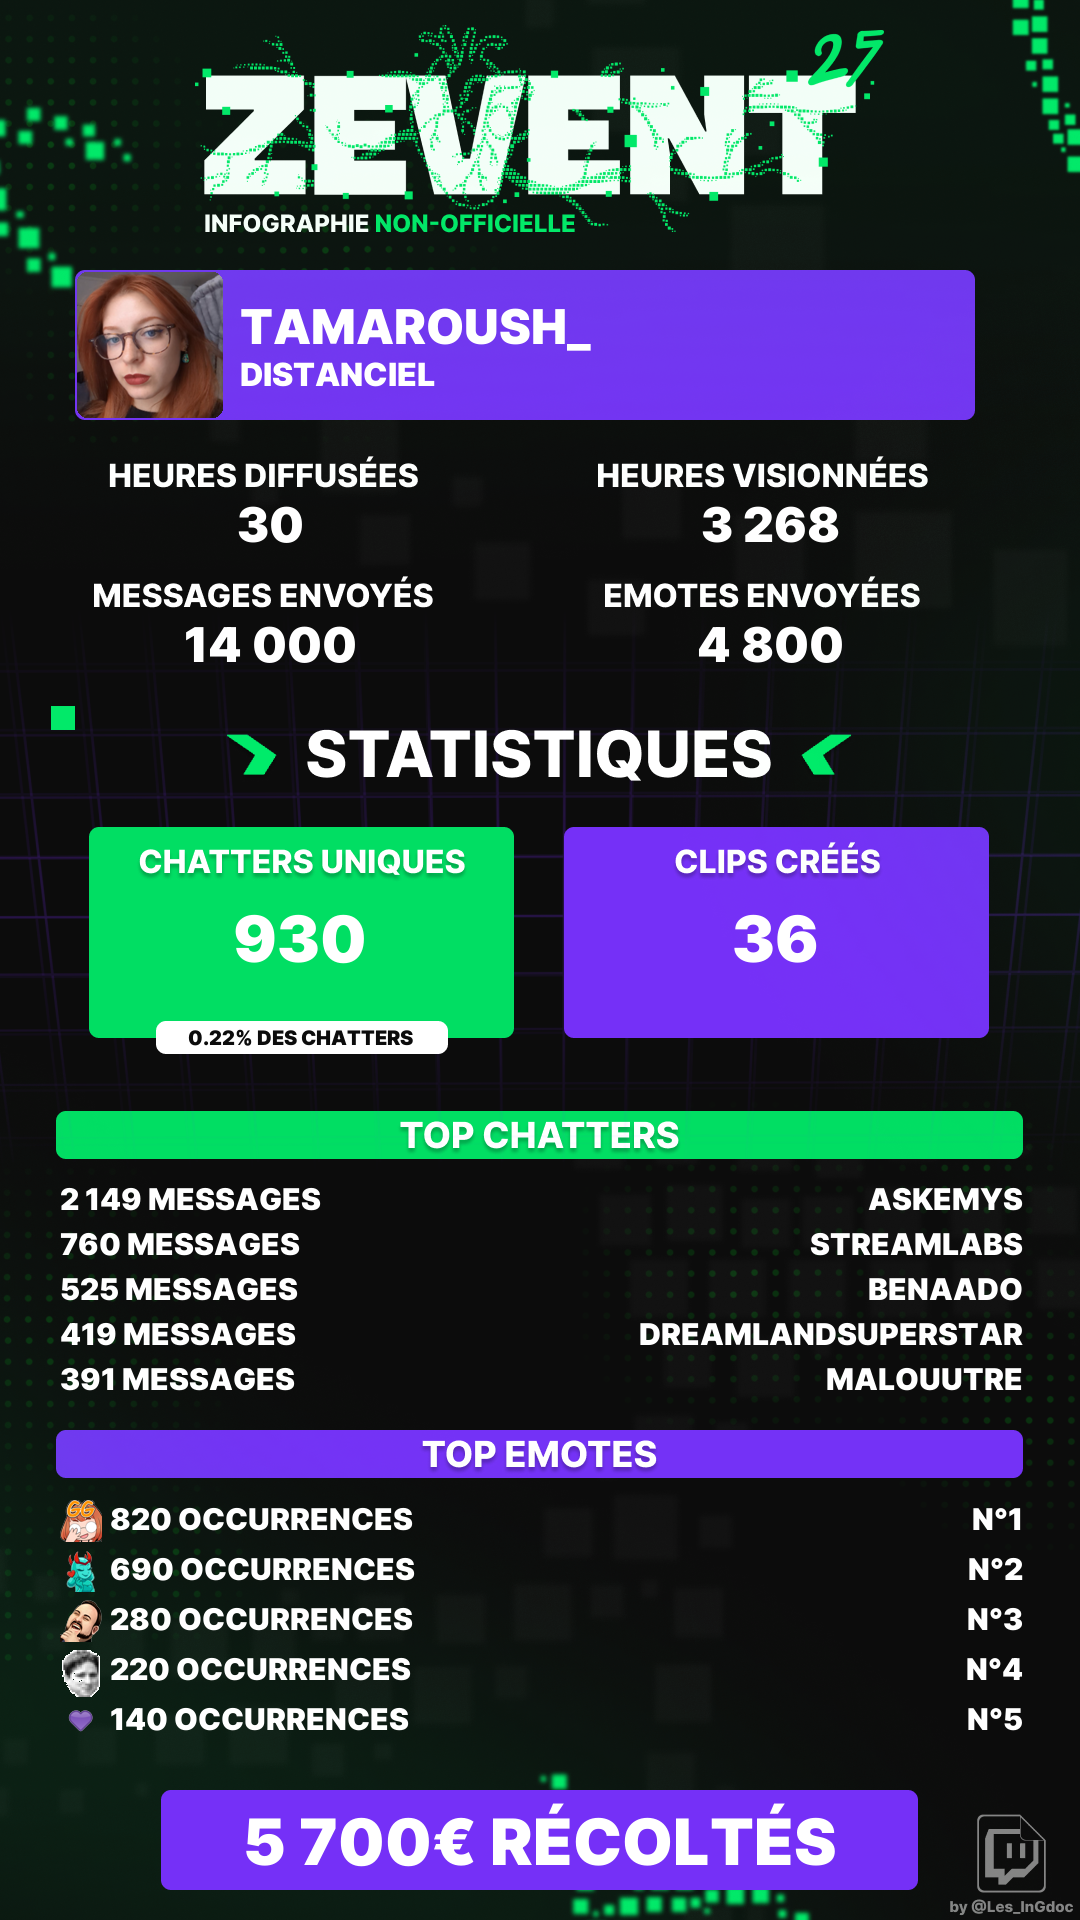 ZEVENT
25
INFOGRAPHIE NON-OFFICIELLE
TAMAROUSH_
DISTANCIEL
HEURES DIFFUSÉES
30
HEURES VISIONNÉES
3 268
MESSAGES ENVOYÉS
14 000
EMOTES ENVOYÉES
4 800
STATISTIQUES
CHATTERS UNIQUES
930
0.22% DES CHATTERS
CLIPS CRÉÉS
36
TOP CHATTERS
2 149 MESSAGES ASKEMYS
760 MESSAGES STREAMLABS
525 MESSAGES BENAADO
419 MESSAGES DREAMLANDSUPERSTAR
391 MESSAGES MALOUUTRE
TOP EMOTES
GG 820 OCCURRENCES N°1
690 OCCURRENCES N°2
280 OCCURRENCES N°3
220 OCCURRENCES N°4
140 OCCURRENCES N°5
5 700€ RÉCOLTÉS
by @Les_InGdoc